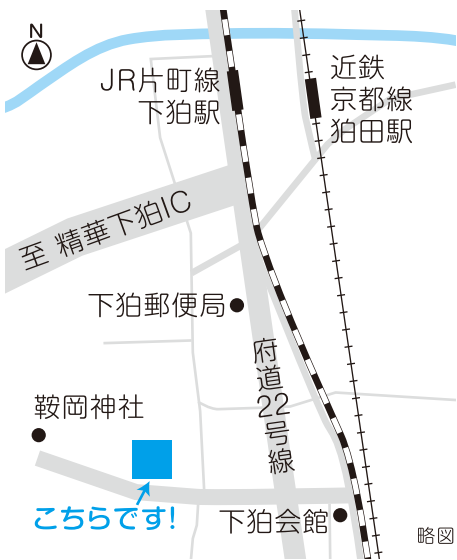 N
JR片町線
下狛駅
近鉄
京都線
狛田駅
至 精華下狛IC
下狛郵便局
府道22号線
鞍岡神社
こちらです!
下狛会館
略図